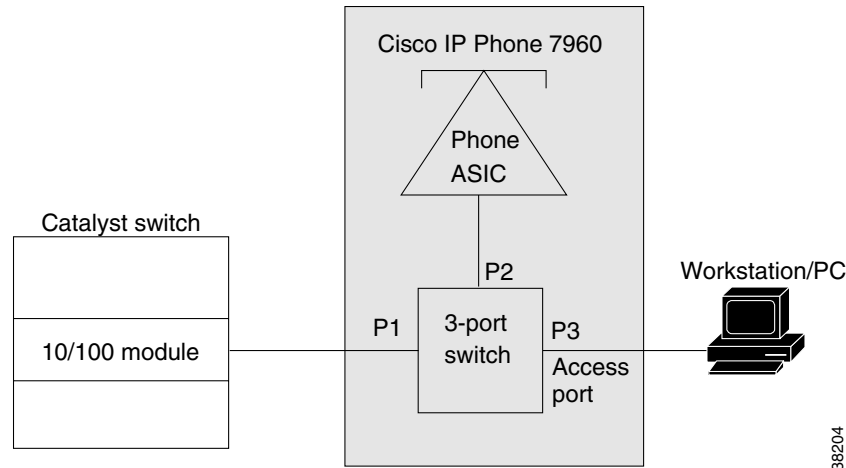 Cisco IP Phone 7960
Phone
ASIC
Catalyst switch
P2
Workstation/PC
P1
3-port
switch
P3
10/100 module
Access
port